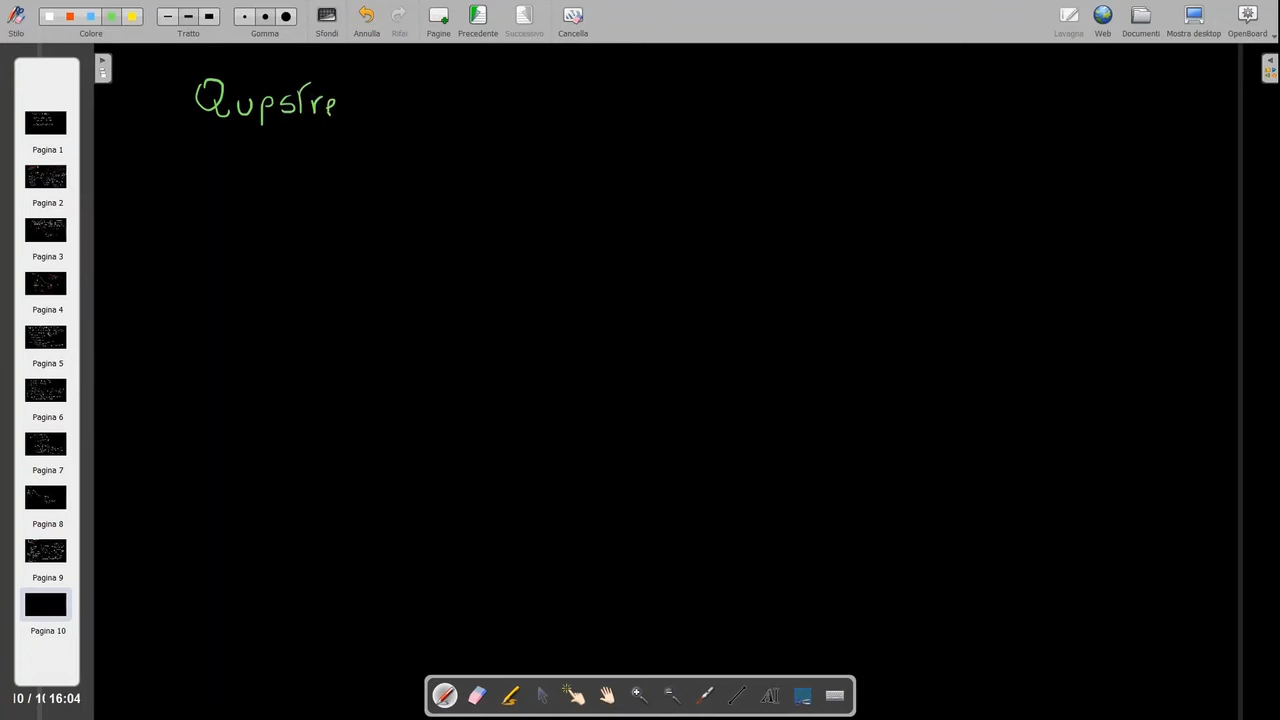 Stilo
Colore
Tratto
Gomma
Sfondi
Annulla
Rifai
Pagine
Precedente
Successivo
Cancella
Lavagna
Web
Documenti
Mostra desktop
OpenBoard
Qupstre
Pagina 1
Pagina 2
Pagina 3
Pagina 4
Pagina 5
Pagina 6
Pagina 7
Pagina 8
Pagina 9
Pagina 10
16:04
AI